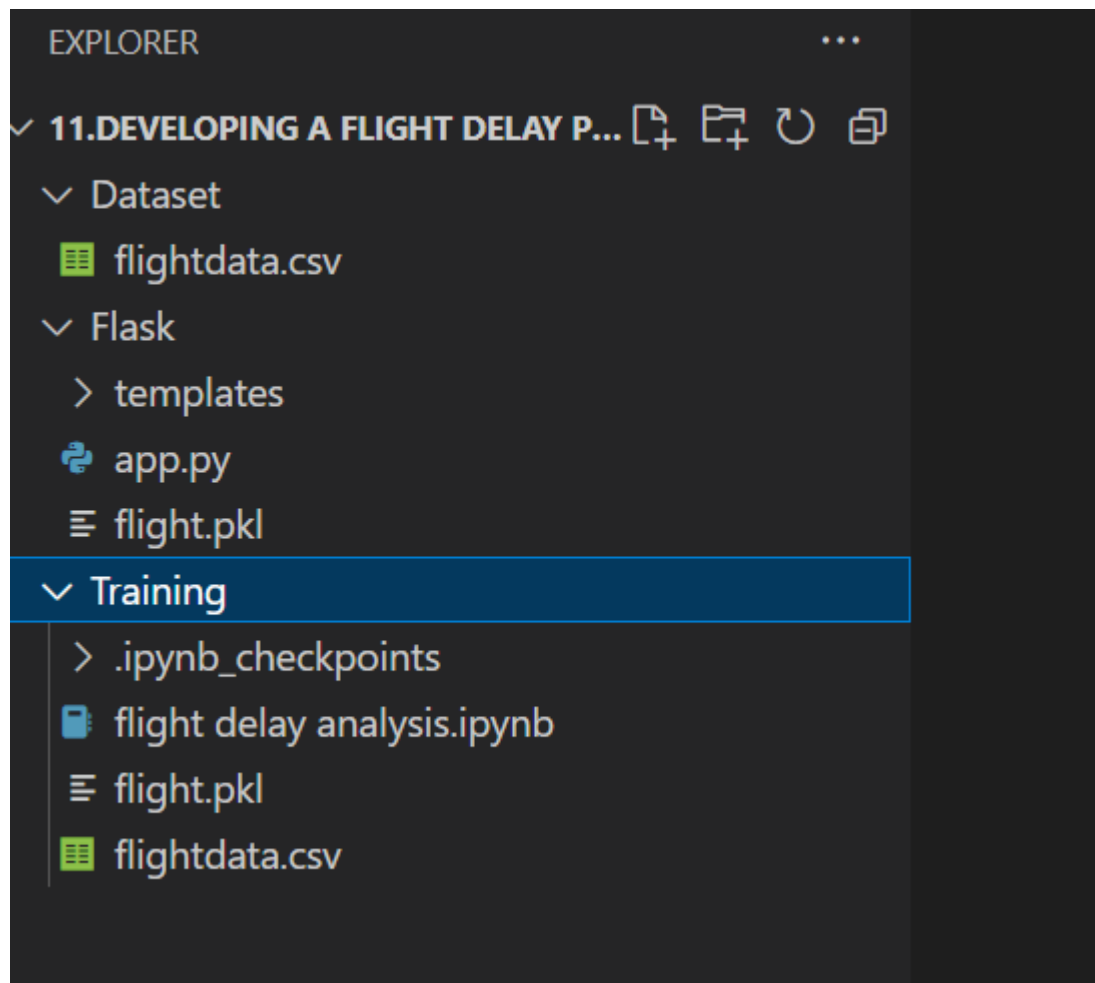 EXPLORER
11.DEVELOPING A FLIGHT DELAY P...
Dataset
flightdata.csv
Flask
templates
app.py
flight.pkl
Training
.ipynb_checkpoints
flight delay analysis.ipynb
flight.pkl
flightdata.csv